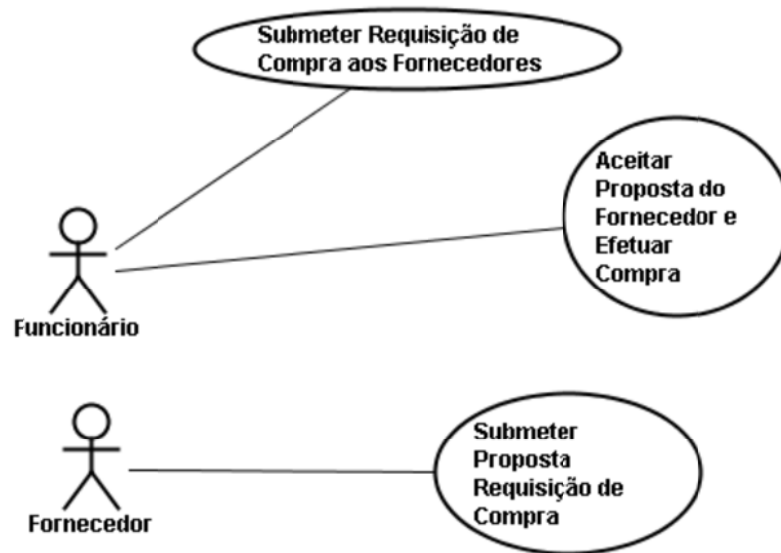 Submeter Requisição de
Compra aos Fornecedores
Aceitar
Proposta do
Fornecedor e
Efetuar
Compra
Funcionário
Submeter
Proposta
Requisição de
Compra
Fornecedor